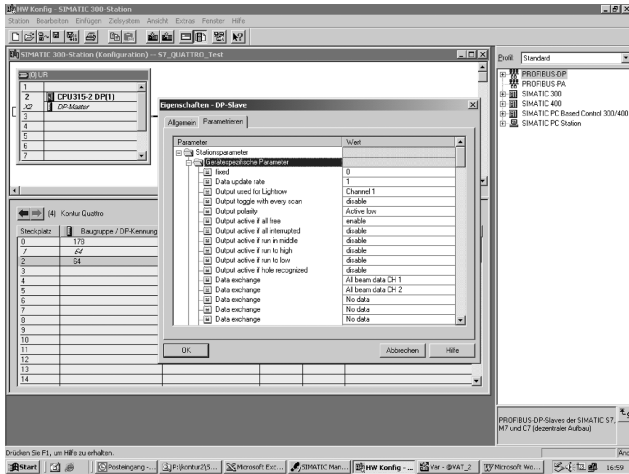 HW Konfig - SIMATIC 300-Station
Station Bearbeiten Einfügen Zielsystem Ansicht Extras Fenster Hilfe
SIMATIC 300-Station (Konfiguration) -- S7_QUATTRO_Test
(0) UR
1
2 CPU315-2 DP(1)
X2 DP-Master
3
4
5
6
7
(4) Kontur Quattro
Steckplatz Baugruppe / DP-Kennung
0 178
1 64
2 64
3
4
5
6
7
8
9
10
11
12
13
14
Eigenschaften - DP-Slave
Allgemein Parametrieren
Parameter Wert
Stationsparameter
Gerätespezifische Parameter
fixed 0
Data update rate 1
Output used for Lightrow Channel 1
Output toggle with every scan disable
Output polarity Active low
Output active if all free enable
Output active if all interrupted disable
Output active if run in middle disable
Output active if run to high disable
Output active if run to low disable
Output active if hole recognized disable
Data exchange All beam data CH 1
Data exchange All beam data CH 2
Data exchange No data
Data exchange No data
Data exchange No data
OK Abbrechen Hilfe
Profil Standard
PROFIBUS-DP
PROFIBUS-PA
SIMATIC 300
SIMATIC 400
SIMATIC PC Based Control 300/400
SIMATIC PC Station
PROFIBUS-DP-Slaves der SIMATIC S7,
M7 und C7 (dezentraler Aufbau)
Drücken Sie F1, um Hilfe zu erhalten.
Start Posteingang -... P:\kontur2\S... Microsoft Exc... SIMATIC Man... HW Konfig - ... Var - @VAT_2 Microsoft Wo... 16:59